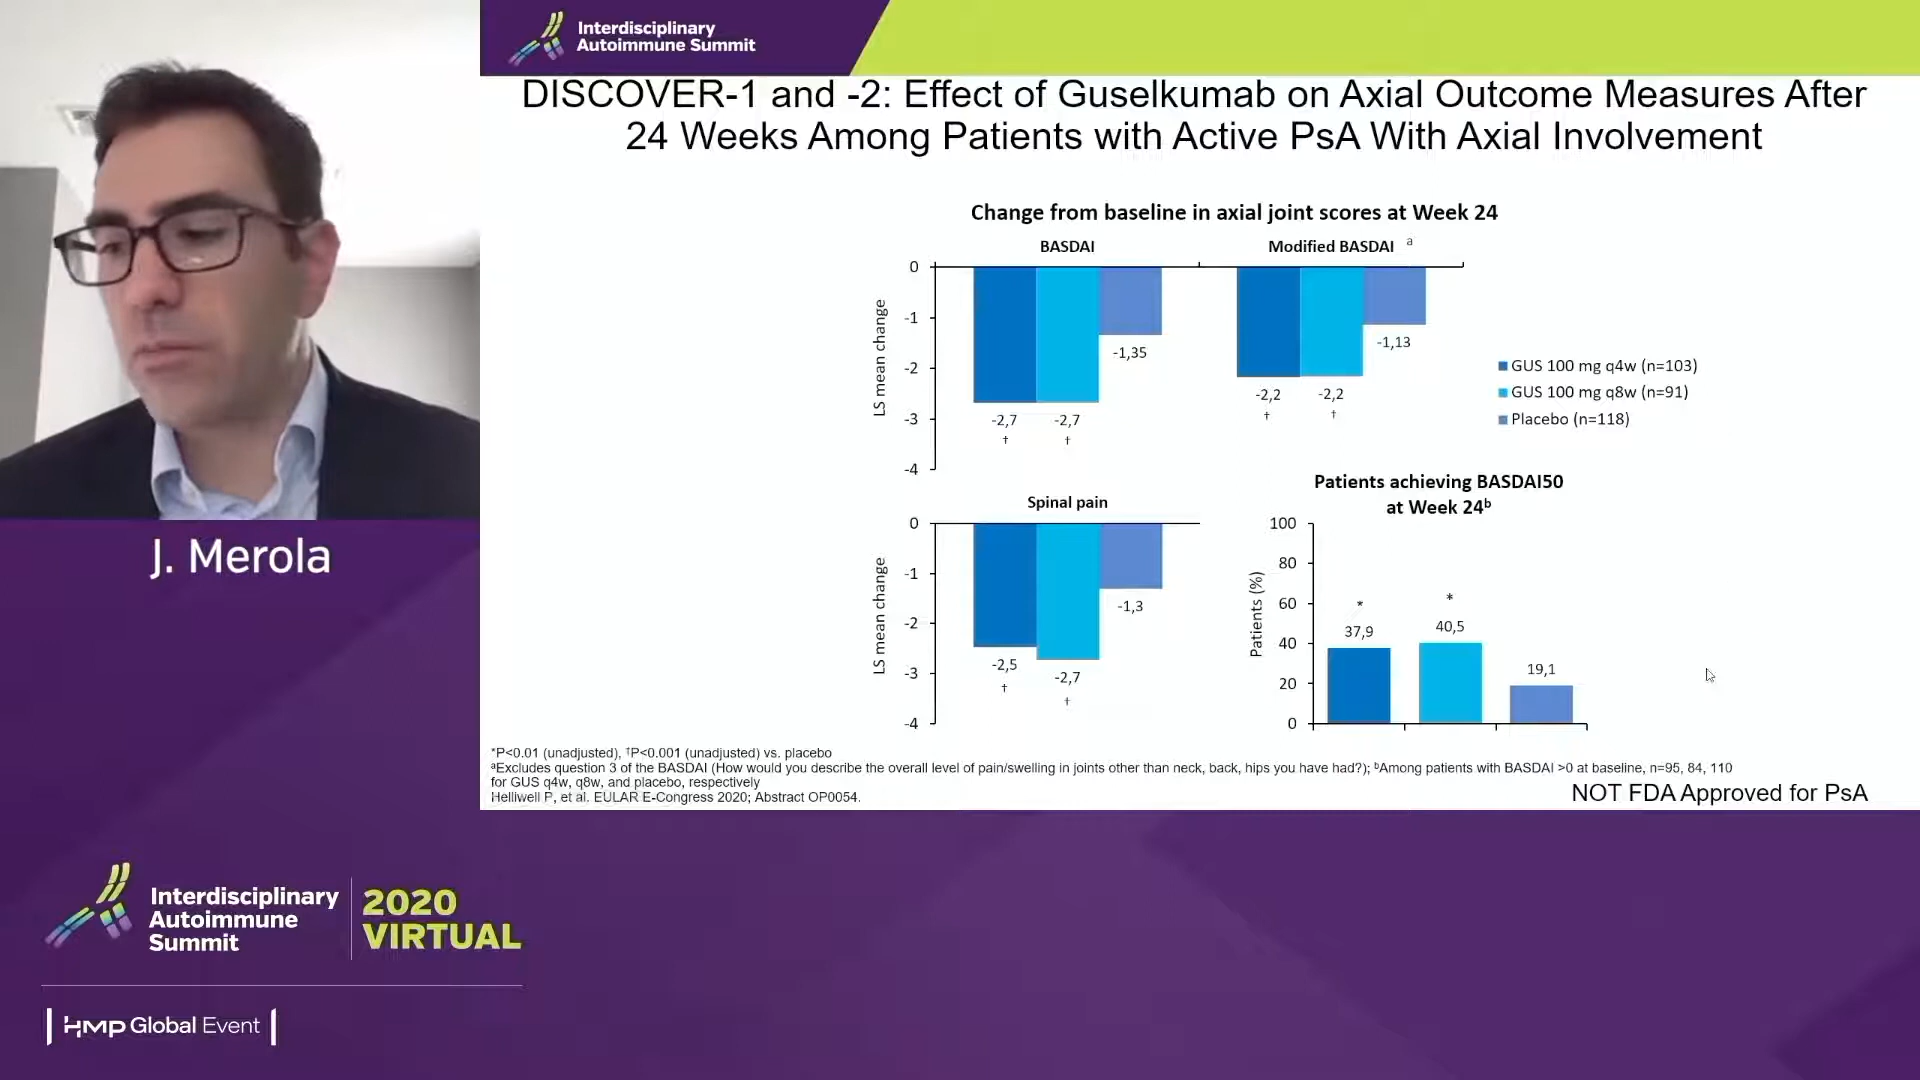 Interdisciplinary
Autoimmune Summit
DISCOVER-1 and -2: Effect of Guselkumab on Axial Outcome Measures After
24 Weeks Among Patients with Active PsA With Axial Involvement
Change from baseline in axial joint scores at Week 24
BASDAI
Modified BASDAI a
LS mean change
0
-1
-2
-3
-4
-2,7
†
-2,7
†
-1,35
-2,2
†
-2,2
†
-1,13
GUS 100 mg q4w (n=103)
GUS 100 mg q8w (n=91)
Placebo (n=118)
Spinal pain
LS mean change
0
-1
-2
-3
-4
-2,5
†
-2,7
†
-1,3
Patients achieving BASDAI50
at Week 24b
Patients (%)
100
80
60
40
20
0
*
37,9
*
40,5
19,1
*P<0.01 (unadjusted), †P<0.001 (unadjusted) vs. placebo
aExcludes question 3 of the BASDAI (How would you describe the overall level of pain/swelling in joints other than neck, back, hips you have had?); bAmong patients with BASDAI >0 at baseline, n=95, 84, 110
for GUS q4w, q8w, and placebo, respectively
Helliwell P, et al. EULAR E-Congress 2020; Abstract OP0054.
NOT FDA Approved for PsA
J. Merola
Interdisciplinary
Autoimmune
Summit
2020
VIRTUAL
HMP Global Event